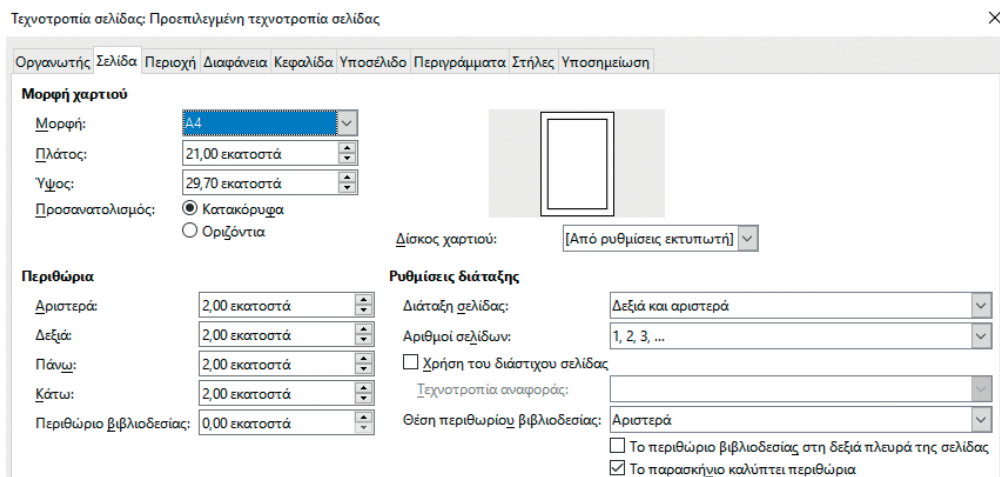 Τεχνοτροπία σελίδας: Προεπιλεγμένη τεχνοτροπία σελίδας
Οργανωτής Σελίδα Περιοχή Διαφάνεια Κεφαλίδα Υποσέλιδο Περιγράμματα Στήλες Υποσημείωση
Μορφή χαρτιού
Μορφή: A4
Πλάτος: 21,00 εκατοστά
Ύψος: 29,70 εκατοστά
Προσανατολισμός: Κατακόρυφα
Οριζόντια
Δίσκος χαρτιού: [Από ρυθμίσεις εκτυπωτή]
Περιθώρια
Αριστερά: 2,00 εκατοστά
Δεξιά: 2,00 εκατοστά
Πάνω: 2,00 εκατοστά
Κάτω: 2,00 εκατοστά
Περιθώριο βιβλιοδεσίας: 0,00 εκατοστά
Ρυθμίσεις διάταξης
Διάταξη σελίδας: Δεξιά και αριστερά
Αριθμοί σελίδων: 1, 2, 3, ...
Χρήση του διάστιχου σελίδας
Τεχνοτροπία αναφοράς:
Θέση περιθωρίου βιβλιοδεσίας: Αριστερά
Το περιθώριο βιβλιοδεσίας στη δεξιά πλευρά της σελίδας
Το παρασκήνιο καλύπτει περιθώρια